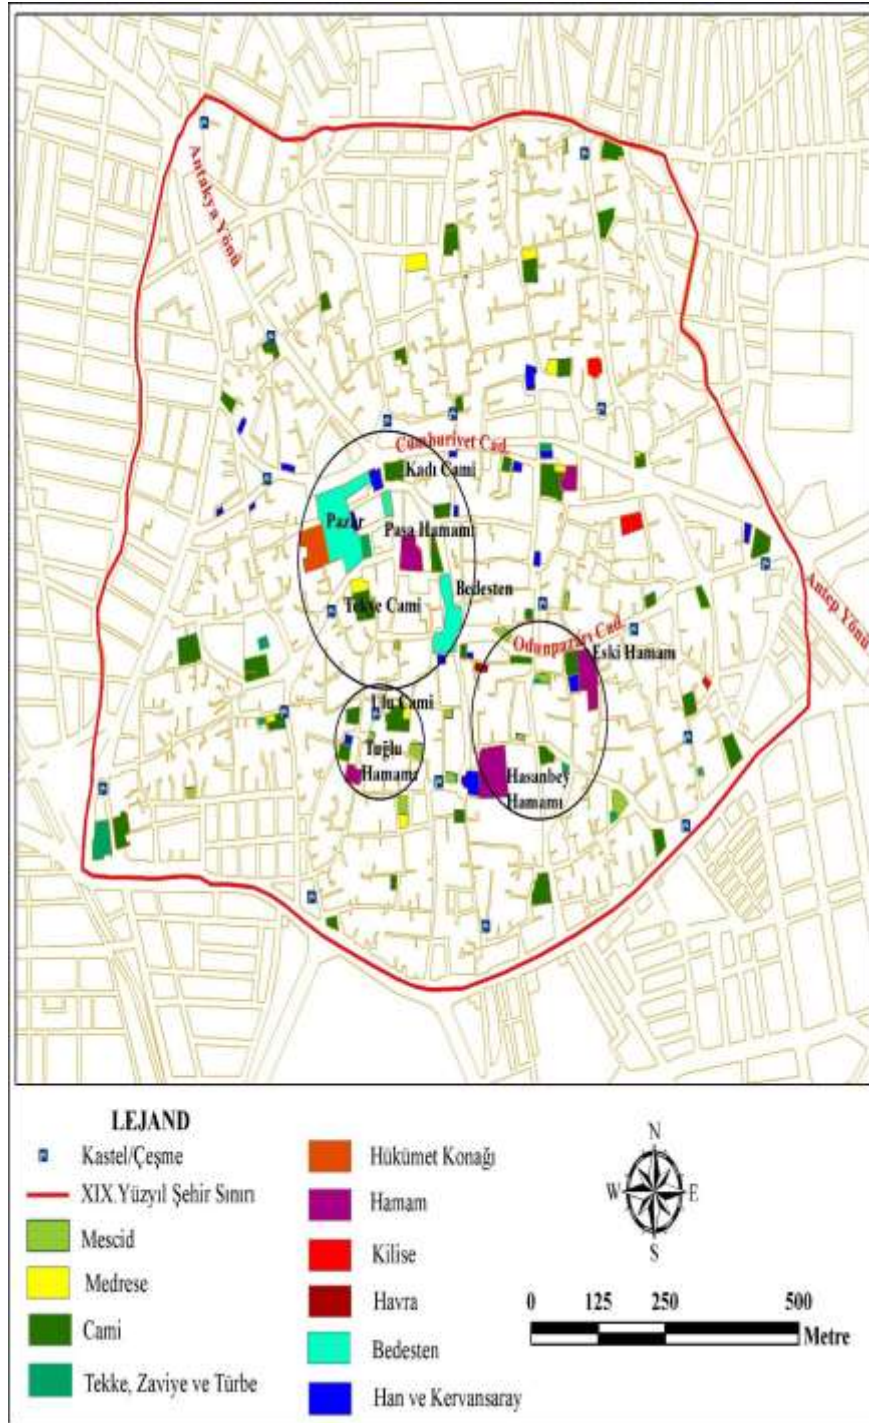 Antakya Yönü
Cumhuriyet Cad.
Kadı Cami
Pazar
Paşa Hamamı
Bedesten
Tekye Cami
Odunpazarı Cad.
Antep Yönü
Eski Hamam
Ulu Cami
Tuğlu
Hamamı
Hasanbey
Hamamı
LEJAND
Kastel/Çeşme
XIX.Yüzyıl Şehir Sınırı
Mescid
Medrese
Cami
Tekke, Zaviye ve Türbe
Hükümet Konağı
Hamam
Kilise
Havra
Bedesten
Han ve Kervansaray
N
W E
S
0 125 250 500
Metre